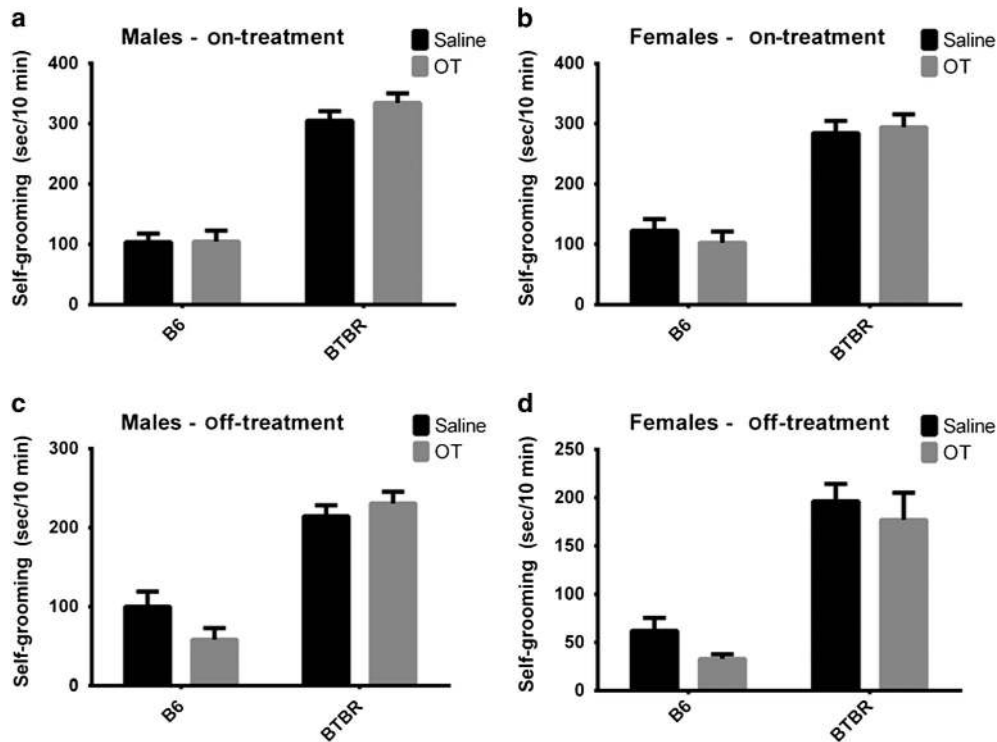 a
Males - on-treatment
Saline
OT
Self-grooming (sec/10 min)
400
300
200
100
0
B6
BTBR
b
Females - on-treatment
Saline
OT
Self-grooming (sec/10 min)
400
300
200
100
0
B6
BTBR
c
Males - off-treatment
Saline
OT
Self-grooming (sec/10 min)
300
200
100
0
B6
BTBR
d
Females - off-treatment
Saline
OT
Self-grooming (sec/10 min)
250
200
150
100
50
0
B6
BTBR